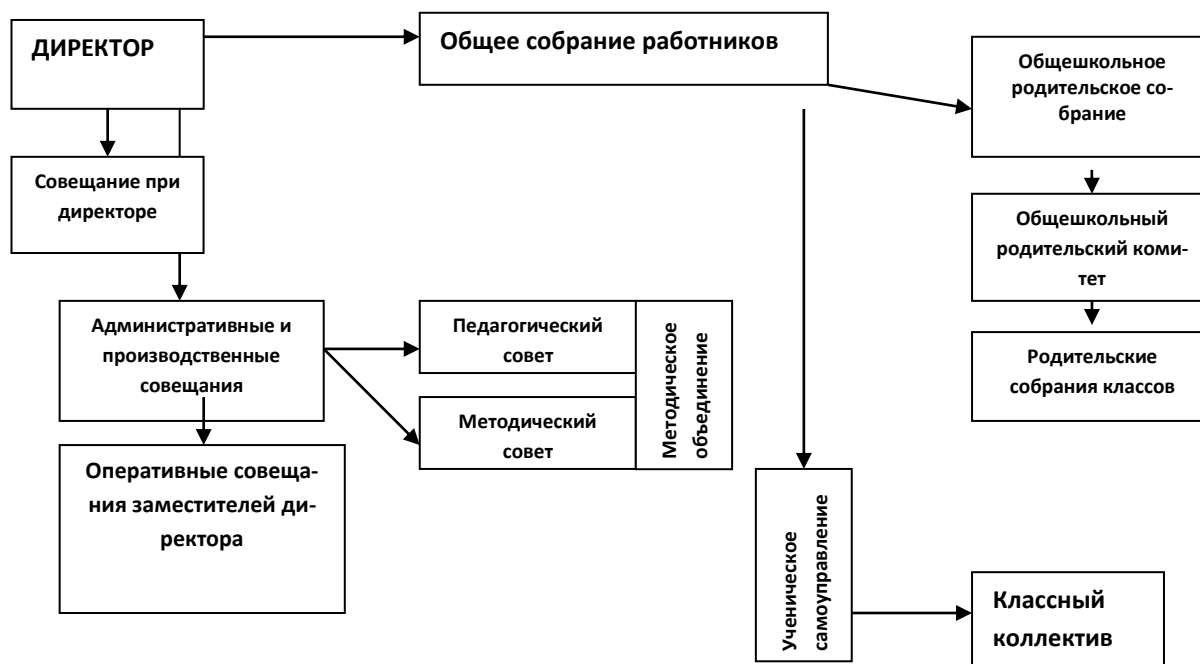 ДИРЕКТОР
Общее собрание работников
Общешкольное
родительское со-
брание
Совещание при
директоре
Общешкольный
родительский коми-
тет
Административные и
производственные
совещания
Педагогический
совет
Методический
совет
Методическое
объединение
Родительские
собрания классов
Оперативные совеща-
ния заместителей ди-
ректора
Ученическое
самоуправление
Классный
коллектив